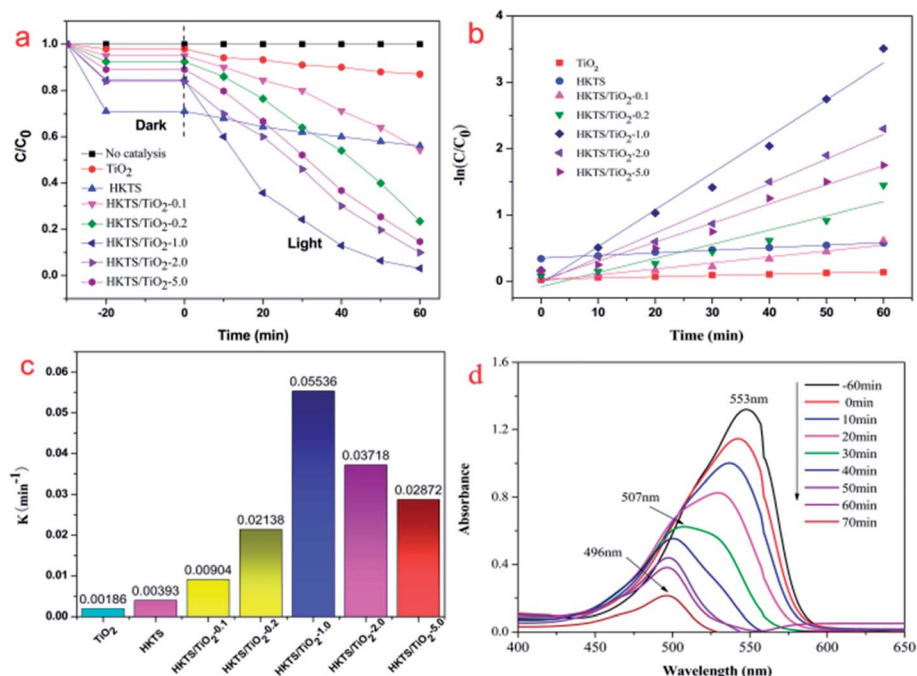 a
C/C0
1.0
0.8
0.6
0.4
0.2
0.0
Dark
Light
No catalysis
TiO2
HKTS
HKTS/TiO2-0.1
HKTS/TiO2-0.2
HKTS/TiO2-1.0
HKTS/TiO2-2.0
HKTS/TiO2-5.0
-20 0 20 40 60
Time (min)
b
-ln(C/C0)
4
3
2
1
0
TiO2
HKTS
HKTS/TiO2-0.1
HKTS/TiO2-0.2
HKTS/TiO2-1.0
HKTS/TiO2-2.0
HKTS/TiO2-5.0
0 10 20 30 40 50 60
Time (min)
c
K (min-1)
0.06
0.05
0.04
0.03
0.02
0.01
0.00
0.00186
0.00393
0.00904
0.02138
0.05536
0.03718
0.02872
TiO2
HKTS
HKTS/TiO2-0.1
HKTS/TiO2-0.2
HKTS/TiO2-1.0
HKTS/TiO2-2.0
HKTS/TiO2-5.0
d
Absorbance
1.6
1.2
0.8
0.4
0.0
553nm
507nm
496nm
-60min
0min
10min
20min
30min
40min
50min
60min
70min
400 450 500 550 600 650
Wavelength (nm)